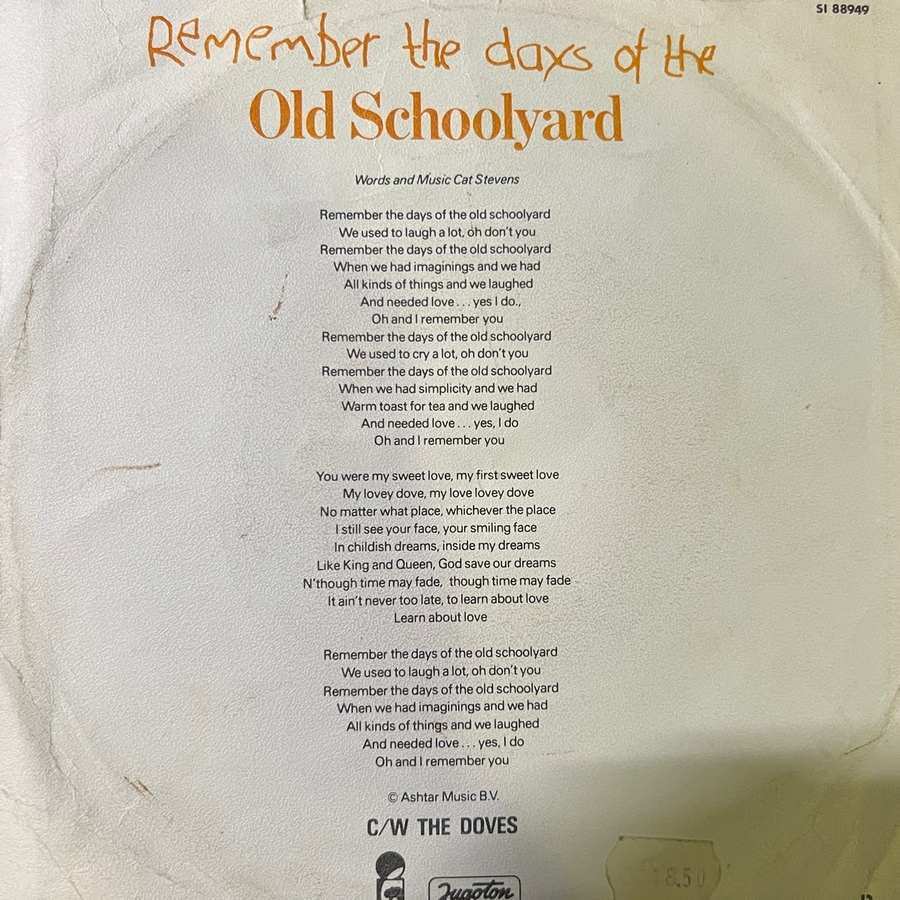 SI 88949
Remember the days of the
Old Schoolyard
Words and Music Cat Stevens
Remember the days of the old schoolyard
We used to laugh a lot, oh don't you
Remember the days of the old schoolyard
When we had imaginings and we had
All kinds of things and we laughed
And needed love . . . yes I do.,
Oh and I remember you
Remember the days of the old schoolyard
We used to cry a lot, oh don't you
Remember the days of the old schoolyard
When we had simplicity and we had
Warm toast for tea and we laughed
And needed love . . . yes, I do
Oh and I remember you
You were my sweet love, my first sweet love
My lovey dove, my love lovey dove
No matter what place, whichever the place
I still see your face, your smiling face
In childish dreams, inside my dreams
Like King and Queen, God save our dreams
N'though time may fade, though time may fade
It ain't never too late, to learn about love
Learn about love
Remember the days of the old schoolyard
We used to laugh a lot, oh don't you
Remember the days of the old schoolyard
When we had imaginings and we had
All kinds of things and we laughed
And needed love . . . yes, I do
Oh and I remember you
© Ashtar Music B.V.
C/W THE DOVES
Jugoton